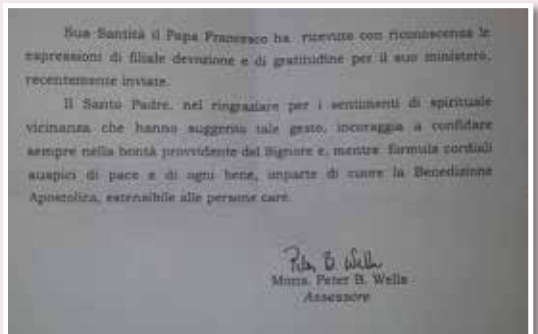 Sua Santità il Papa Francesco ha ricevuto con riconoscenza le
espressioni di filiale devozione e di gratitudine per il suo ministero,
recentemente inviate.
Il Santo Padre, nel ringraziare per i sentimenti di spirituale
vicinanza che hanno suggerito tale gesto, incoraggia a confidare
sempre nella bontà provvidente del Signore e, mentre formula cordiali
auspici di pace e di ogni bene, imparte di cuore la Benedizione
Apostolica, estensibile alle persone care.
Peter B. Wells
Mons. Peter B. Wells
Assessore